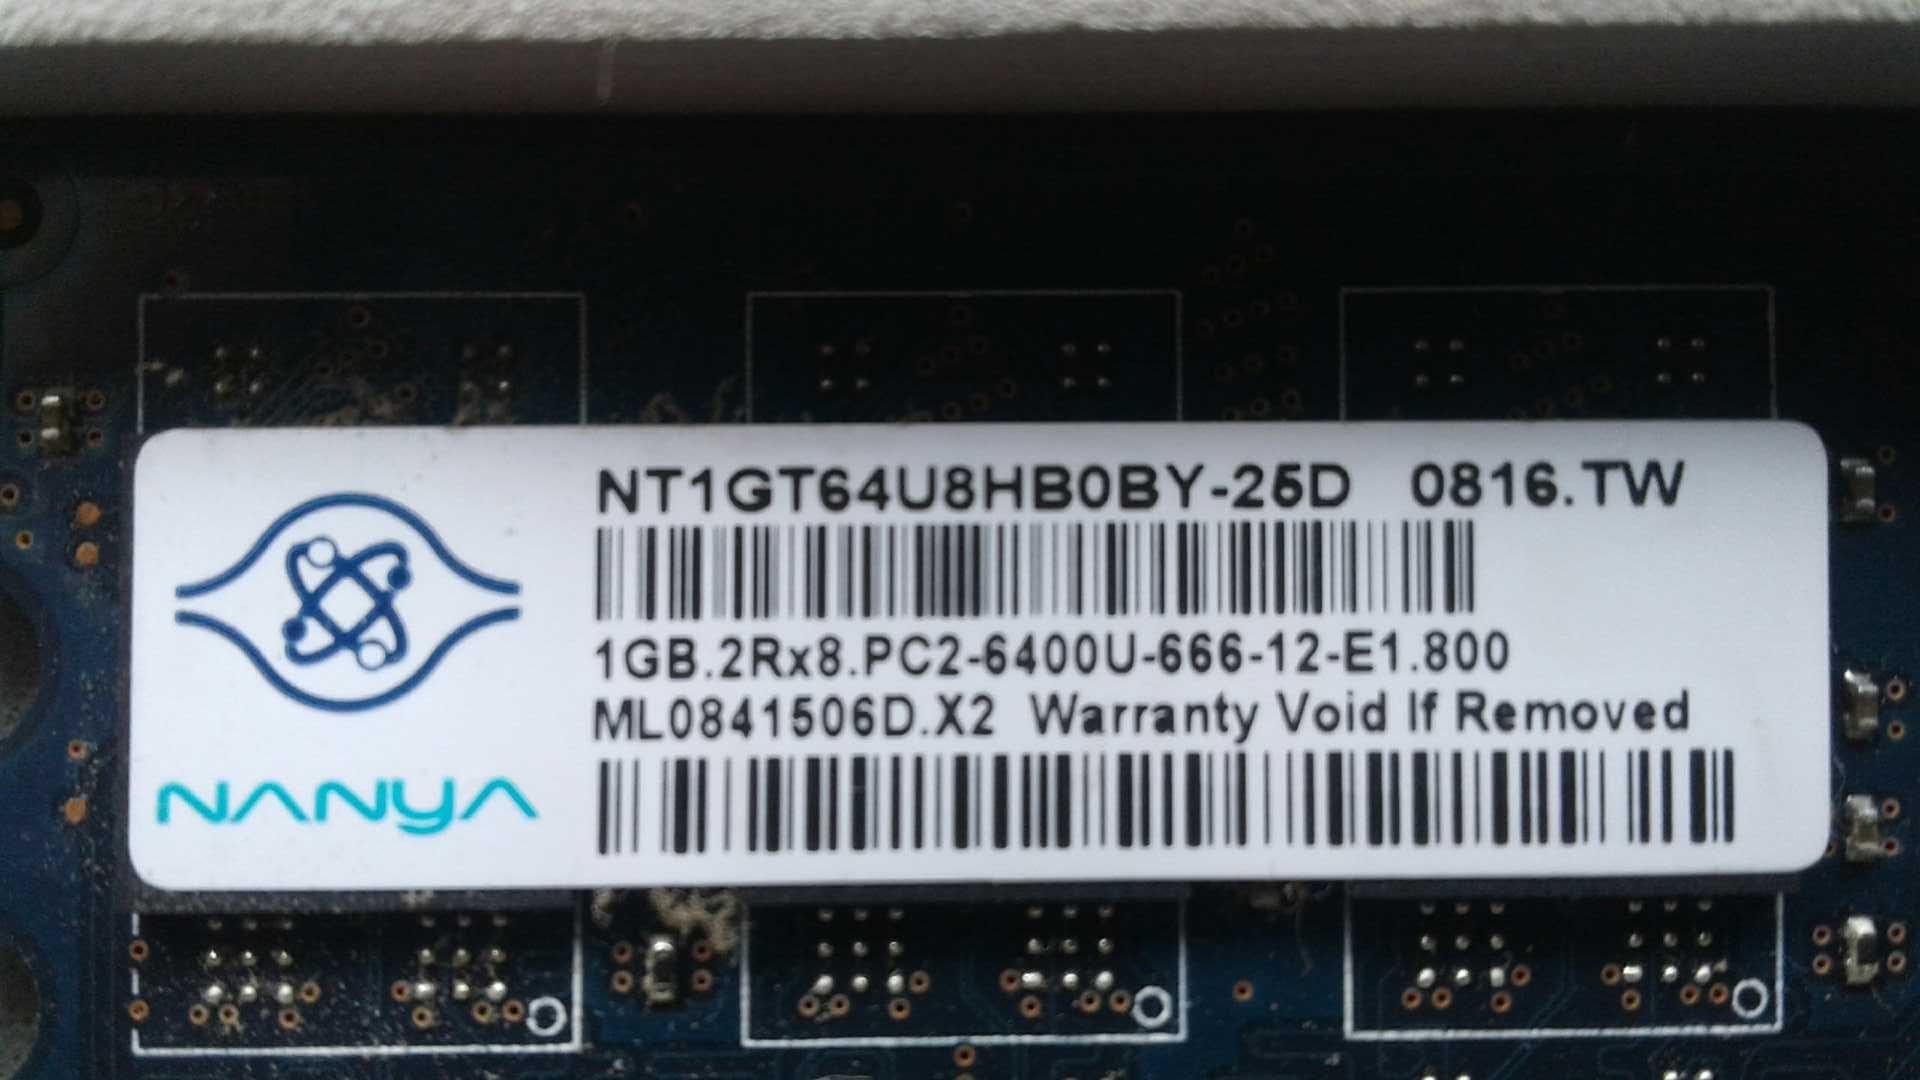 NT1GT64U8HB0BY-25D 0816.TW
1GB.2Rx8.PC2-6400U-666-12-E1.800
ML0841506D.X2 Warranty Void If Removed
NANYA